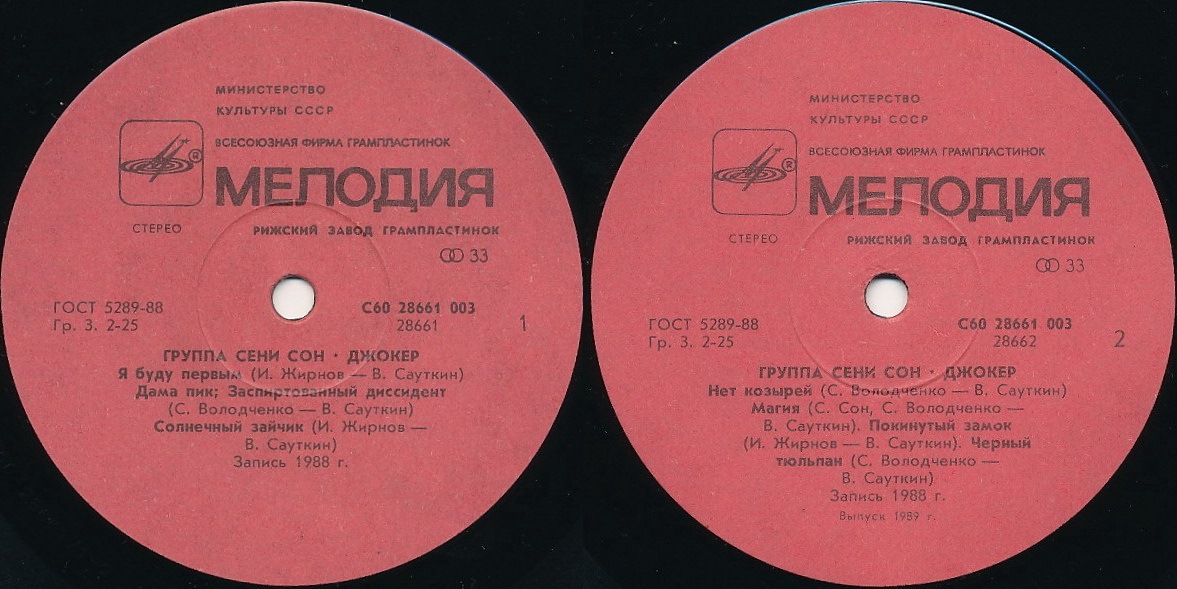 МИНИСТЕРСТВО
КУЛЬТУРЫ СССР
ВСЕСОЮЗНАЯ ФИРМА ГРАМПЛАСТИНОК
®
МЕЛОДИЯ
СТЕРЕО
РИЖСКИЙ ЗАВОД ГРАМПЛАСТИНОК
33
ГОСТ 5289-88
Гр. 3. 2-25
С60 28661 003
28661
1
ГРУППА СЕНИ СОН · ДЖОКЕР
Я буду первым (И. Жирнов — В. Сауткин)
Дама пик; Заспиртованный диссидент
(С. Володченко — В. Сауткин)
Солнечный зайчик (И. Жирнов —
В. Сауткин)
Запись 1988 г.
МИНИСТЕРСТВО
КУЛЬТУРЫ СССР
ВСЕСОЮЗНАЯ ФИРМА ГРАМПЛАСТИНОК
®
МЕЛОДИЯ
СТЕРЕО
РИЖСКИЙ ЗАВОД ГРАМПЛАСТИНОК
33
ГОСТ 5289-88
Гр. 3. 2-25
С60 28661 003
28662
2
ГРУППА СЕНИ СОН · ДЖОКЕР
Нет козырей (С. Володченко — В. Сауткин)
Магия (С. Сон, С. Володченко —
В. Сауткин). Покинутый замок
(И. Жирнов — В. Сауткин). Черный
тюльпан (С. Володченко —
В. Сауткин)
Запись 1988 г.
Выпуск 1989 г.